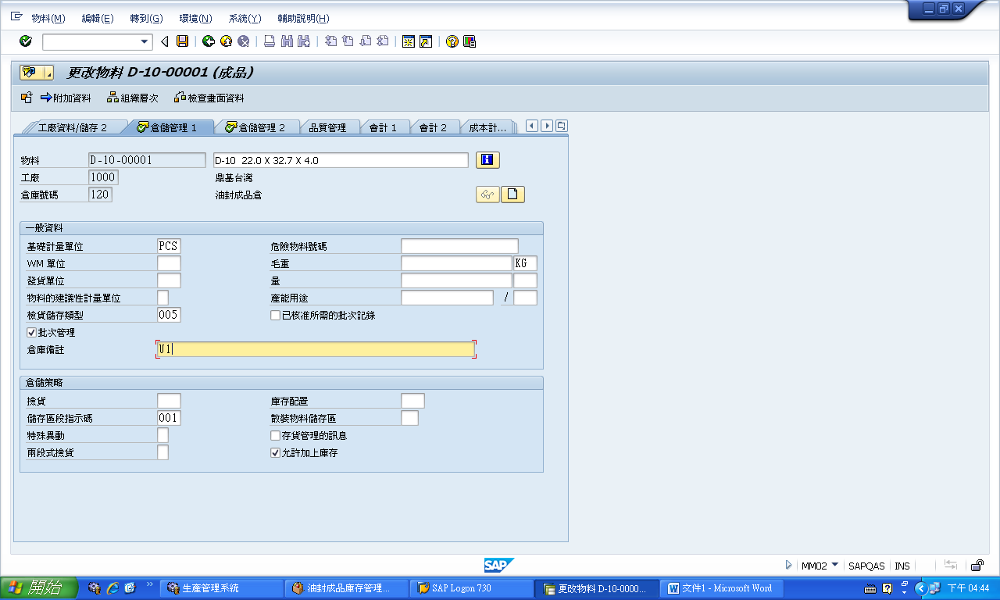 物料(M) 編輯(E) 轉到(G) 環境(N) 系統(Y) 輔助說明(H)
更改物料 D-10-00001 (成品)
附加資料 組織層次 檢查畫面資料
工廠資料/儲存 2 倉儲管理 1 倉儲管理 2 品質管理 會計 1 會計 2 成本計...
物料 D-10-00001 D-10 22.0 X 32.7 X 4.0
工廠 1000 鼎基台灣
倉庫號碼 120 油封成品倉
一般資料
基礎計量單位 PCS 危險物料號碼
WM 單位 毛重 KG
發貨單位 量
物料的建議性計量單位 產能用途 /
檢貨儲存類型 005 已核准所需的批次記錄
批次管理
倉庫備註 U1
倉儲策略
撿貨 庫存配置
儲存區段指示碼 001 散裝物料儲存區
特殊異動 存貨管理的訊息
兩段式撿貨 允許加上庫存
SAP
MM02 SAPQAS INS
開始 生產管理系統 油封成品庫存管理... SAP Logon 730 更改物料 D-10-0000... 文件1 - Microsoft Word 下午 04:44